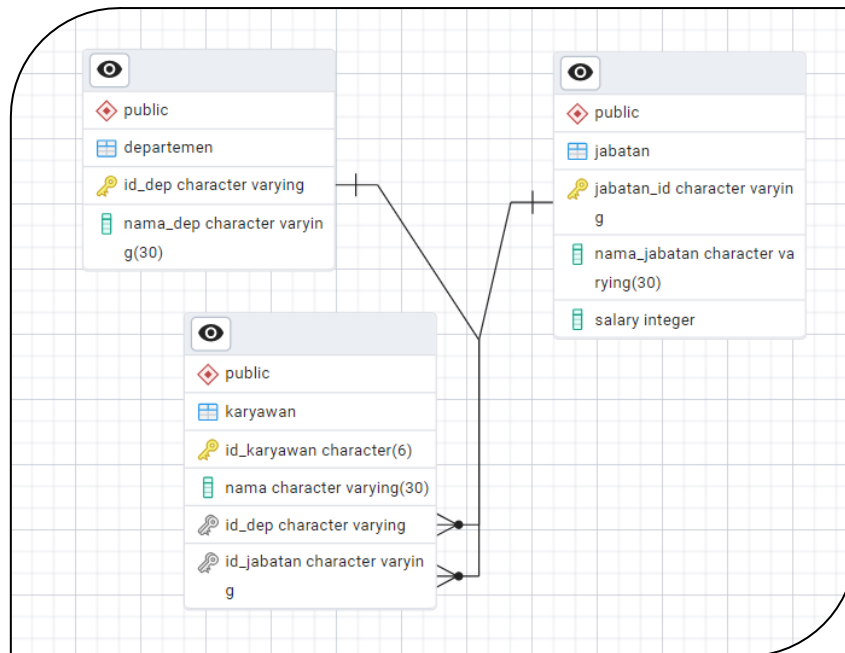 public
departemen
id_dep character varying
nama_dep character varyin
g(30)
public
jabatan
jabatan_id character varyin
g
nama_jabatan character va
rying(30)
salary integer
public
karyawan
id_karyawan character(6)
nama character varying(30)
id_dep character varying
id_jabatan character varyin
g